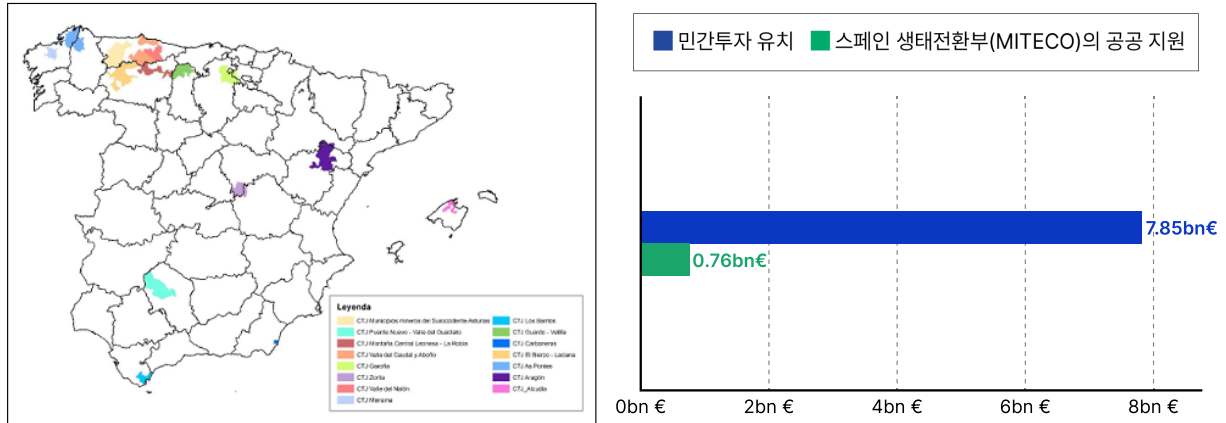 Leyenda
CTJ Municipios mineros del Suroccidente Asturias
CTJ Puente Nuevo - Valle del Guadiato
CTJ Montaña Central Leonesa - La Robla
CTJ Valle del Caudal y Aboño
CTJ Garoña
CTJ Zorita
CTJ Valle del Nalón
CTJ Meirama
CTJ Los Barrios
CTJ Guardo - Velilla
CTJ Carboneras
CTJ El Bierzo - Laciana
CTJ As Pontes
CTJ Aragón
CTJ_Alcudia
민간투자 유치
스페인 생태전환부(MITECO)의 공공 지원
7.85bn€
0.76bn€
0bn € 2bn € 4bn € 6bn € 8bn €